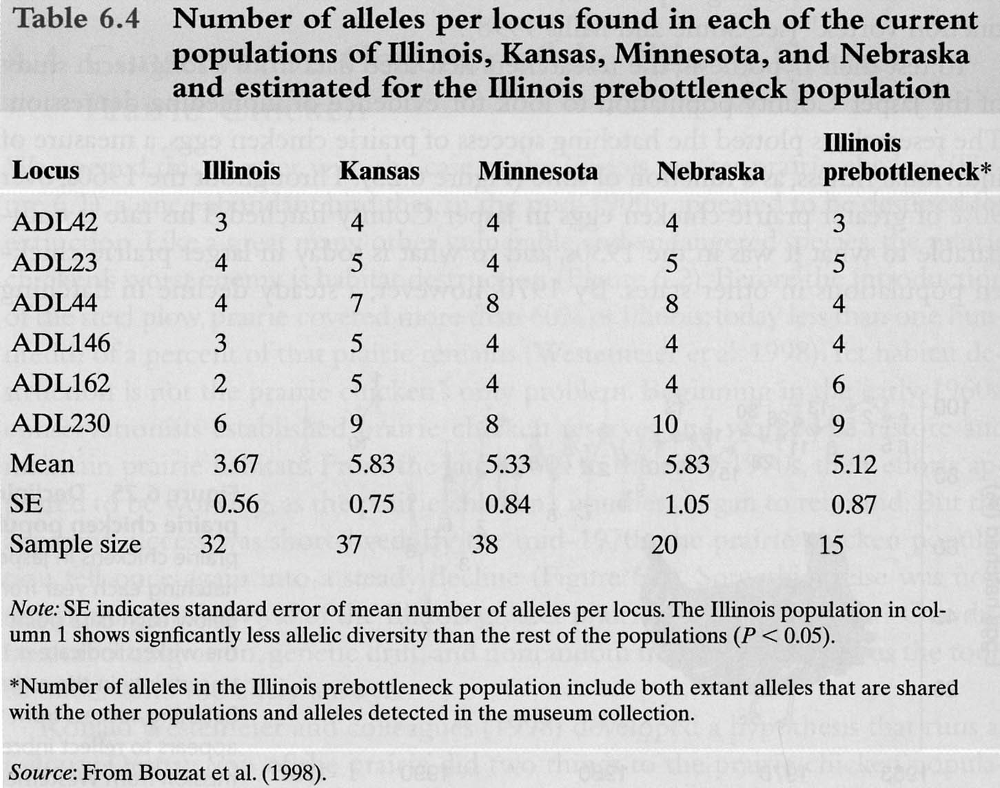 Table 6.4 Number of alleles per locus found in each of the current
populations of Illinois, Kansas, Minnesota, and Nebraska
and estimated for the Illinois prebottleneck population
Illinois
Locus Illinois Kansas Minnesota Nebraska prebottleneck*
ADL42 3 4 4 4 3
ADL23 4 5 4 5 5
ADL44 4 7 8 8 4
ADL146 3 5 4 4 4
ADL162 2 5 4 4 6
ADL230 6 9 8 10 9
Mean 3.67 5.83 5.33 5.83 5.12
SE 0.56 0.75 0.84 1.05 0.87
Sample size 32 37 38 20 15
Note: SE indicates standard error of mean number of alleles per locus. The Illinois population in col-
umn 1 shows signficantly less allelic diversity than the rest of the populations (P < 0.05).
*Number of alleles in the Illinois prebottleneck population include both extant alleles that are shared
with the other populations and alleles detected in the museum collection.
Source: From Bouzat et al. (1998).